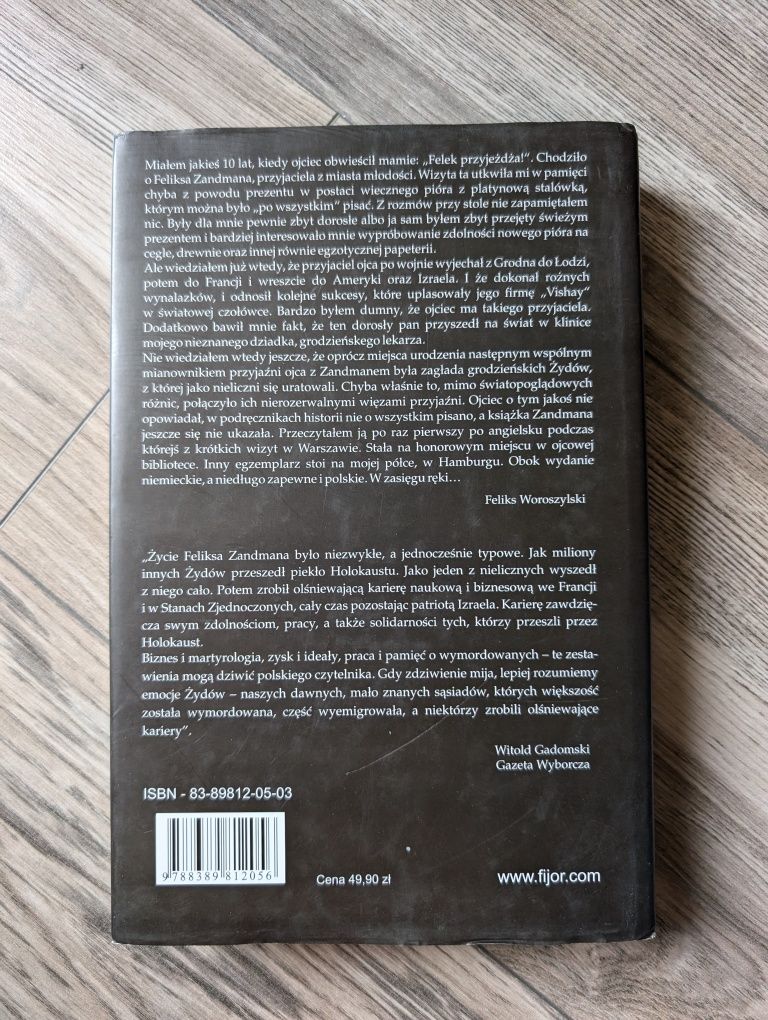 Miałem jakieś 10 lat, kiedy ojciec obwieścił mamie: „Felek przyjeżdża!". Chodziło
o Feliksa Zandmana, przyjaciela z miasta młodości. Wizyta ta utkwiła mi w pamięci
chyba z powodu prezentu w postaci wiecznego pióra z platynową stalówką,
którym można było „po wszystkim" pisać. Z rozmów przy stole nie zapamiętałem
nic. Były dla mnie pewnie zbyt dorosłe albo ja sam byłem zbyt przejęty świeżym
prezentem i bardziej interesowało mnie wypróbowanie zdolności nowego pióra na
cegle, drewnie oraz innej równie egzotycznej papeterii.
Ale wiedziałem już wtedy, że przyjaciel ojca po wojnie wyjechał z Grodna do Łodzi,
potem do Francji i wreszcie do Ameryki oraz Izraela. I że dokonał rożnych
wynalazków, i odnosił kolejne sukcesy, które uplasowały jego firmę „Vishay"
w światowej czołówce. Bardzo byłem dumny, że ojciec ma takiego przyjaciela.
Dodatkowo bawił mnie fakt, że ten dorosły pan przyszedł na świat w klinice
mojego nieznanego dziadka, grodzieńskiego lekarza.
Nie wiedziałem wtedy jeszcze, że oprócz miejsca urodzenia następnym wspólnym
mianownikiem przyjaźni ojca z Zandmanem była zagłada grodzieńskich Żydów,
z której jako nieliczni się uratowali. Chyba właśnie to, mimo światopoglądowych
różnic, połączyło ich nierozerwalnymi więzami przyjaźni. Ojciec o tym jakoś nie
opowiadał, w podręcznikach historii nie o wszystkim pisano, a książka Zandmana
jeszcze się nie ukazała. Przeczytałem ją po raz pierwszy po angielsku podczas
którejś z krótkich wizyt w Warszawie. Stała na honorowym miejscu w ojcowej
bibliotece. Inny egzemplarz stoi na mojej półce, w Hamburgu. Obok wydanie
niemieckie, a niedługo zapewne i polskie. W zasięgu ręki…
Feliks Woroszylski
„Życie Feliksa Zandmana było niezwykłe, a jednocześnie typowe. Jak miliony
innych Żydów przeszedł piekło Holokaustu. Jako jeden z nielicznych wyszedł
z niego cało. Potem zrobił olśniewającą karierę naukową i biznesową we Francji
i w Stanach Zjednoczonych, cały czas pozostając patriotą Izraela. Karierę zawdzię-
cza swym zdolnościom, pracy, a także solidarności tych, którzy przeszli przez
Holokaust.
Biznes i martyrologia, zysk i ideały, praca i pamięć o wymordowanych – te zesta-
wienia mogą dziwić polskiego czytelnika. Gdy zdziwienie mija, lepiej rozumiemy
emocje Żydów – naszych dawnych, mało znanych sąsiadów, których większość
została wymordowana, część wyemigrowała, a niektórzy zrobili olśniewające
kariery".
Witold Gadomski
Gazeta Wyborcza
ISBN - 83-89812-05-03
9 788389 812056
Cena 49,90 zł
www.fijor.com